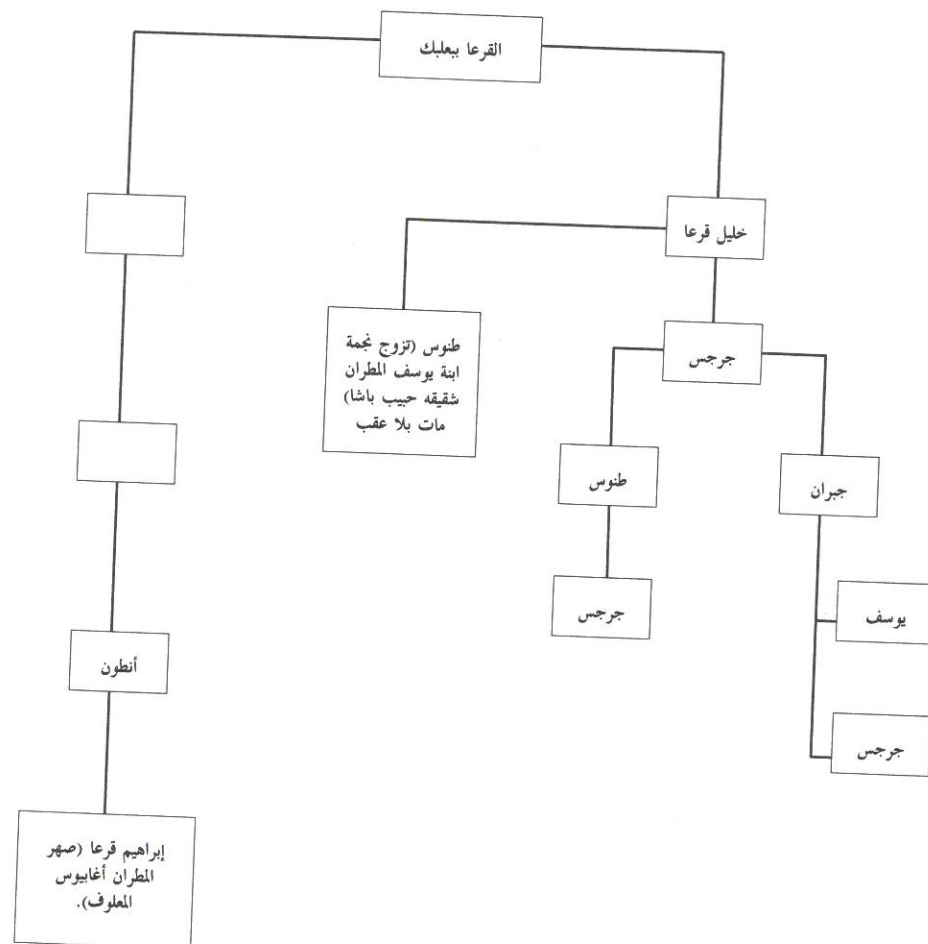 القرعا ببعلبك
خليل قرعا
طنوس (تزوج نجمة
ابنة يوسف المطران
شقيقه حبيب باشا)
مات بلا عقب
جرجس
طنوس
جبران
جرجس
يوسف
جرجس
أنطون
إبراهيم قرعا (صهر
المطران أغابيوس
المعلوف).